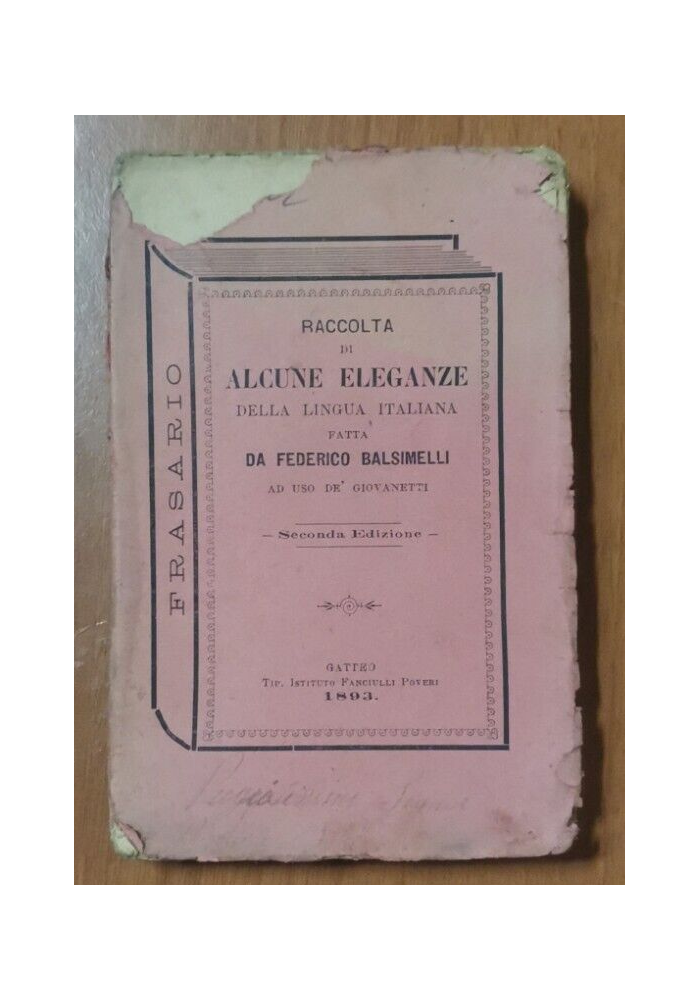 FRASARIO
RACCOLTA
DI
ALCUNE ELEGANZE
DELLA LINGUA ITALIANA
FATTA
DA FEDERICO BALSIMELLI
AD USO DE' GIOVANETTI
— Seconda Edizione —
GATTEO
TIP. ISTITUTO FANCIULLI POVERI
1893.